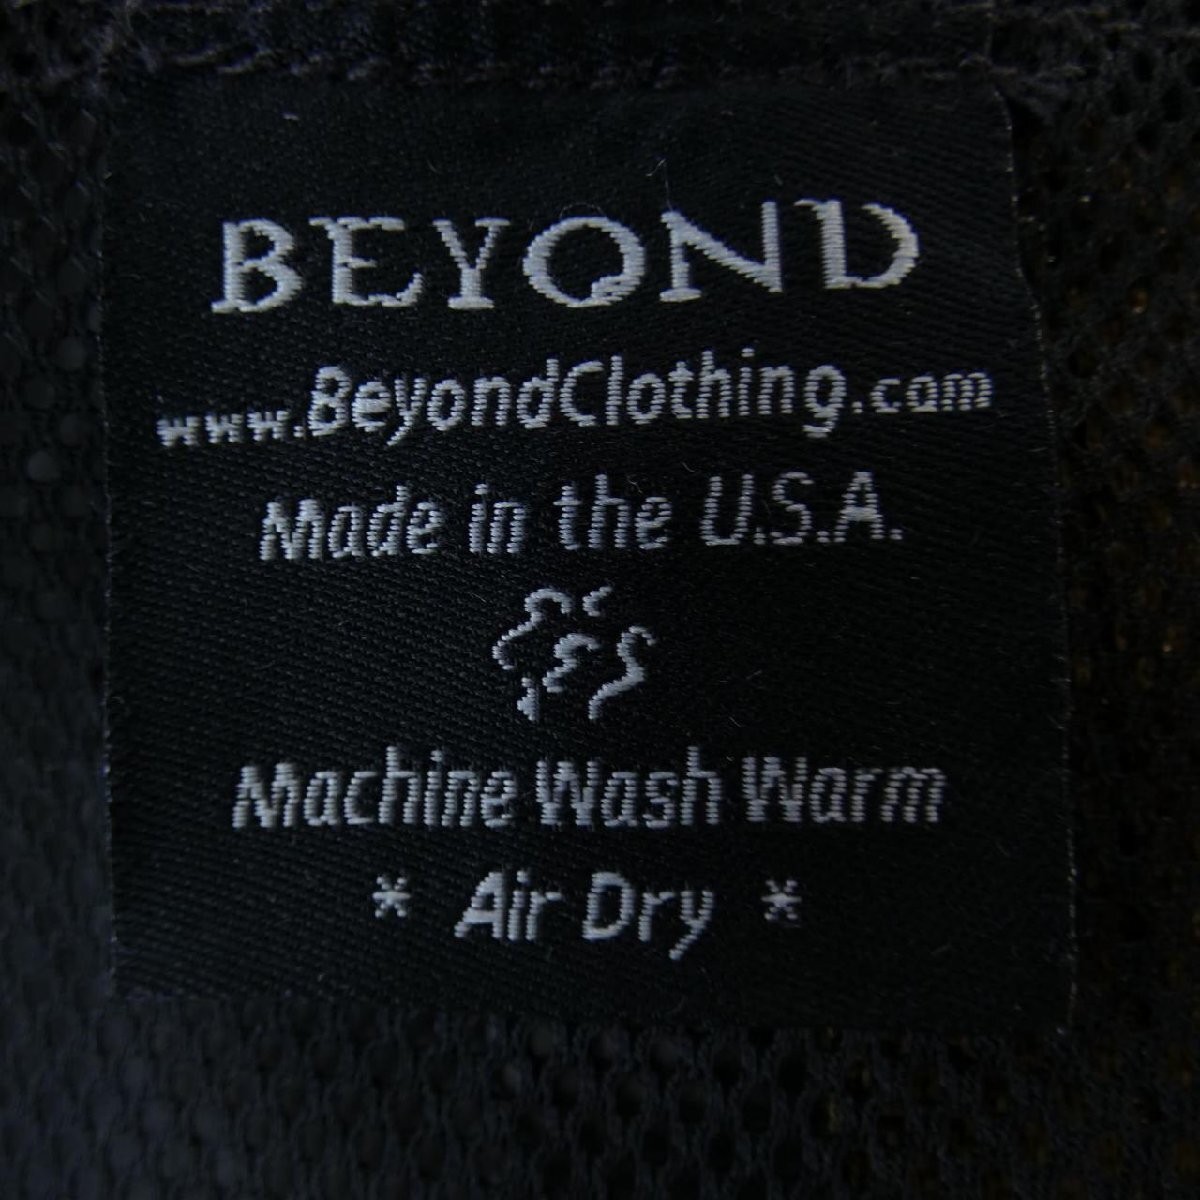 BEYOND
www.BeyondClothing.com
Made in the U.S.A.
Machine Wash Warm
* Air Dry *